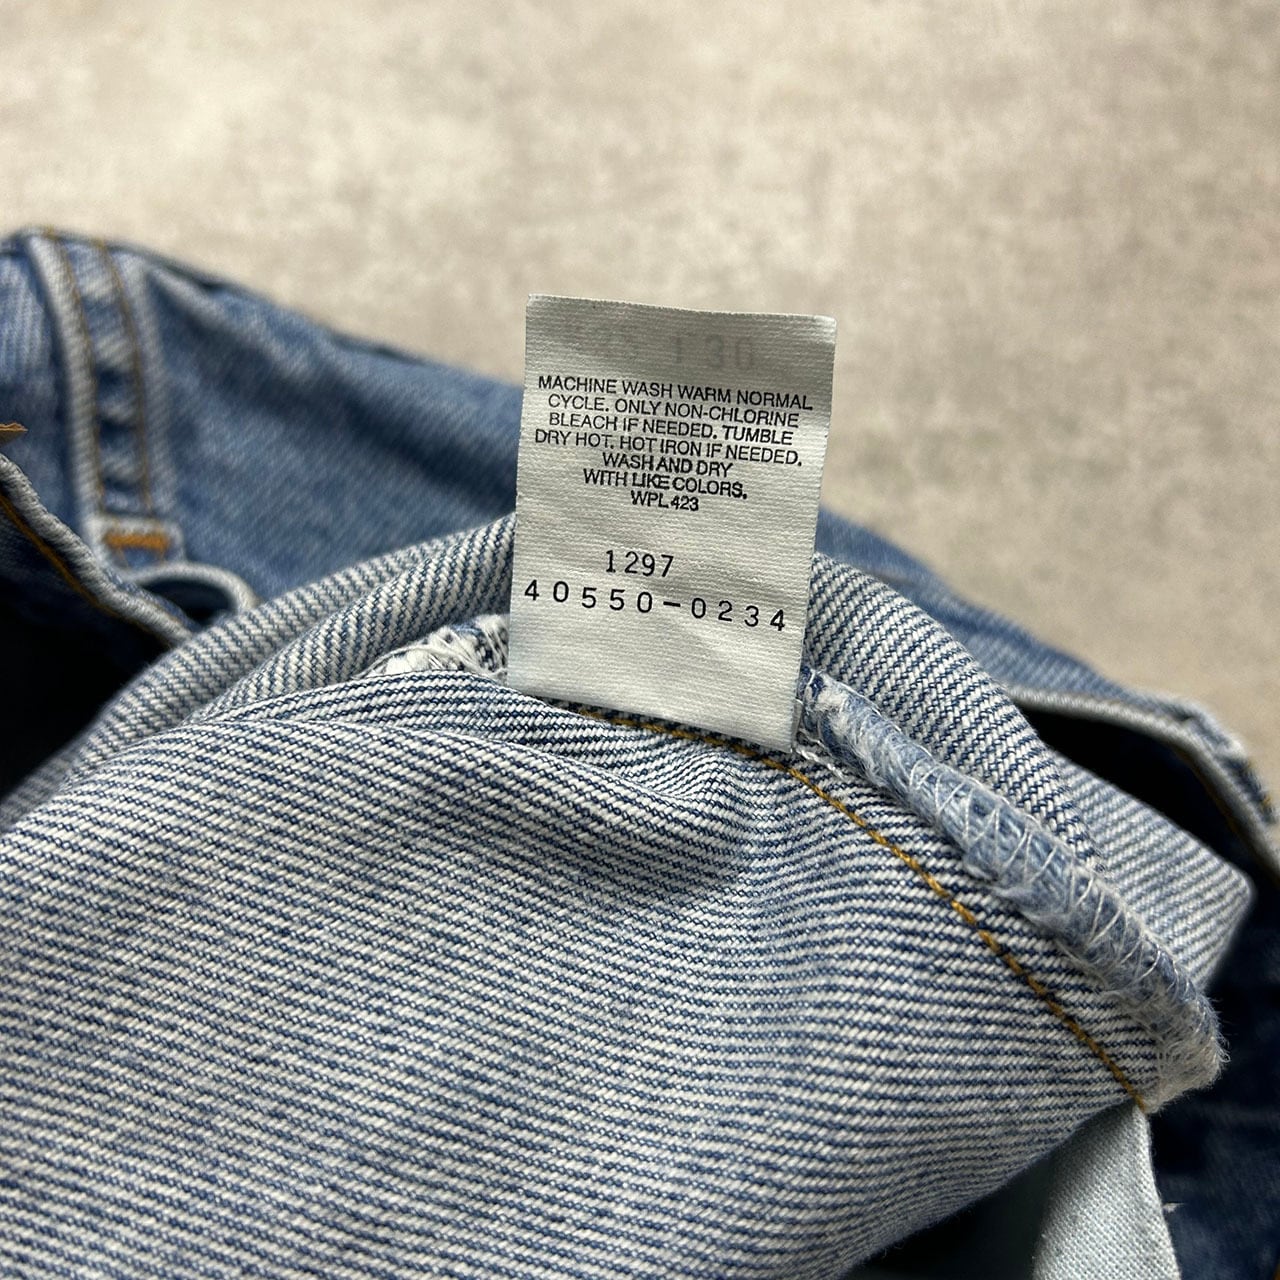 MACHINE WASH WARM NORMAL
CYCLE. ONLY NON-CHLORINE
BLEACH IF NEEDED. TUMBLE
DRY HOT. HOT IRON IF NEEDED.
WASH AND DRY
WITH LIKE COLORS.
WPL 423
1297
40550-0234